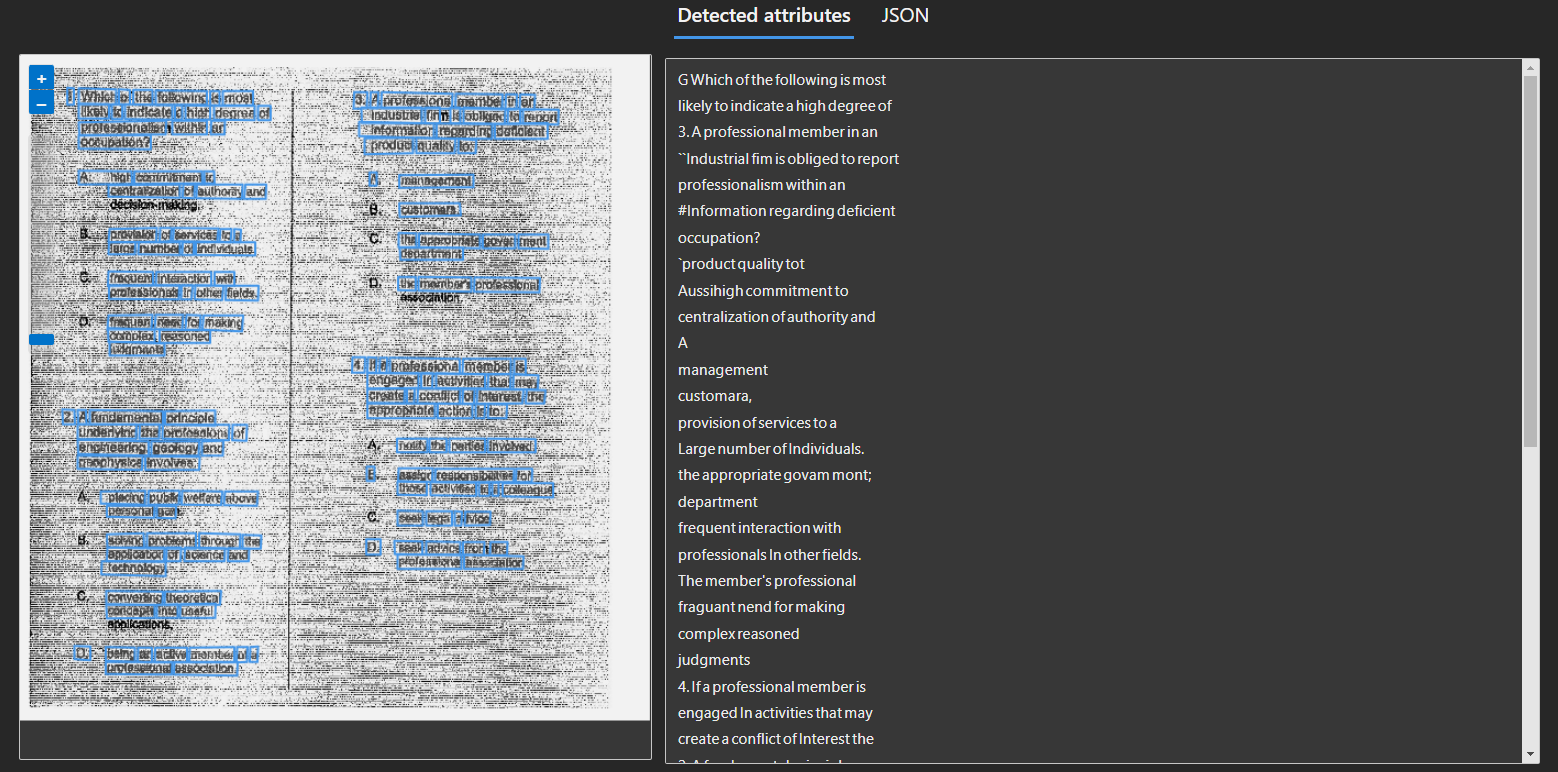 Detected attributes
JSON
+
−
1. Which of the following is most
likely to indicate a high degree of
professionalism within an
occupation?
A. high commitment to
centralization of authority and
decision-making.
B. provision of services to a
large number of individuals.
C. frequent interaction with
professionals in other fields.
D. frequent need for making
complex, reasoned
judgments.
2. A fundamental principle
underlying the professions of
engineering, geology and
geophysics involves:
A. placing public welfare above
personal gain.
B. solving problems through the
application of science and
technology.
C. converting theoretical
concepts into useful
applications.
D. being an active member of a
professional association.
3. A professional member in an
industrial firm is obliged to report
information regarding deficient
product quality to:
A. management.
B. customers.
C. the appropriate government
department.
D. the member's professional
association.
4. If a professional member is
engaged in activities that may
create a conflict of interest, the
appropriate action is to:
A. notify the parties involved.
B. assign responsibilities for
those activities to a colleague.
C. seek legal advice.
D. seek advice from the
professional association.
G Which of the following is most
likely to indicate a high degree of
3. A professional member in an
``Industrial fim is obliged to report
professionalism within an
#Information regarding deficient
occupation?
`product quality tot
Aussihigh commitment to
centralization of authority and
A
management
customara,
provision of services to a
Large number of Individuals.
the appropriate govam mont;
department
frequent interaction with
professionals In other fields.
The member's professional
fraguant nend for making
complex reasoned
judgments
4. If a professional member is
engaged In activities that may
create a conflict of Interest the